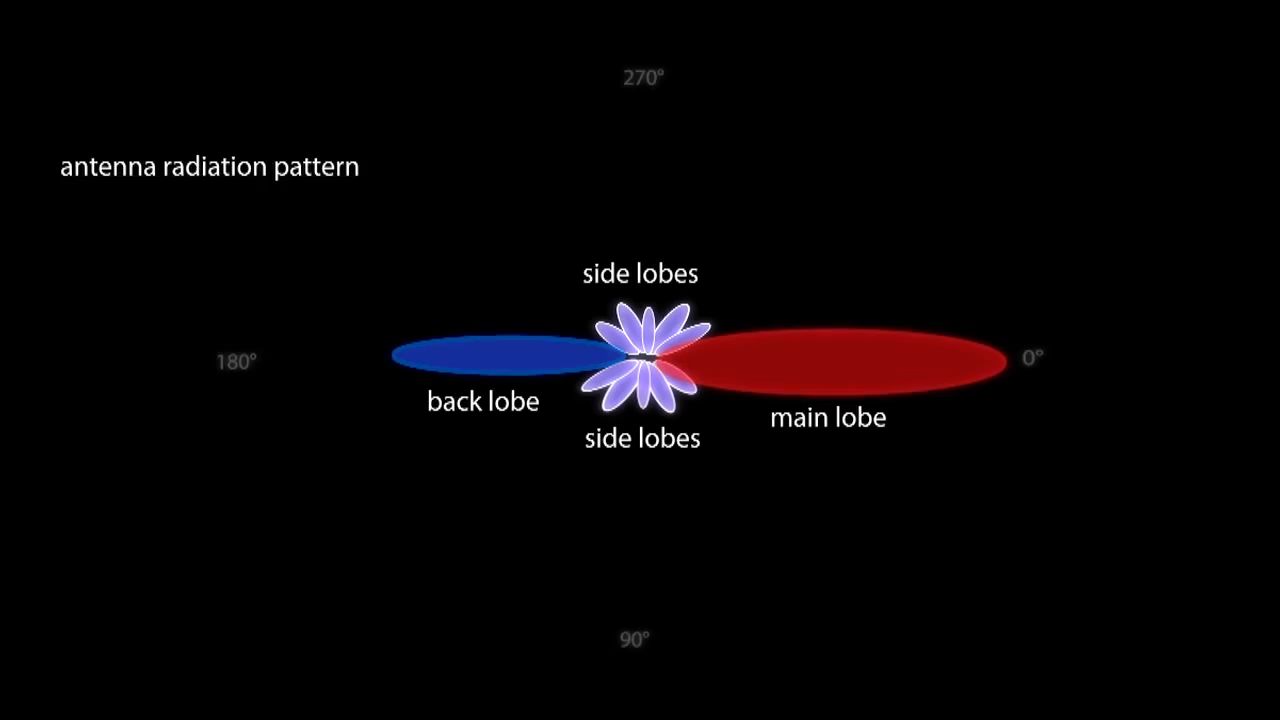 270°
antenna radiation pattern
side lobes
180°
0°
back lobe
main lobe
side lobes
90°